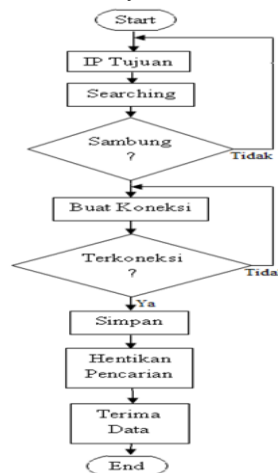 Start
IP Tujuan
Searching
Sambung
?
Tidak
Buat Koneksi
Terkoneksi
?
Tida
Ya
Simpan
Hentikan
Pencarian
Terima
Data
End